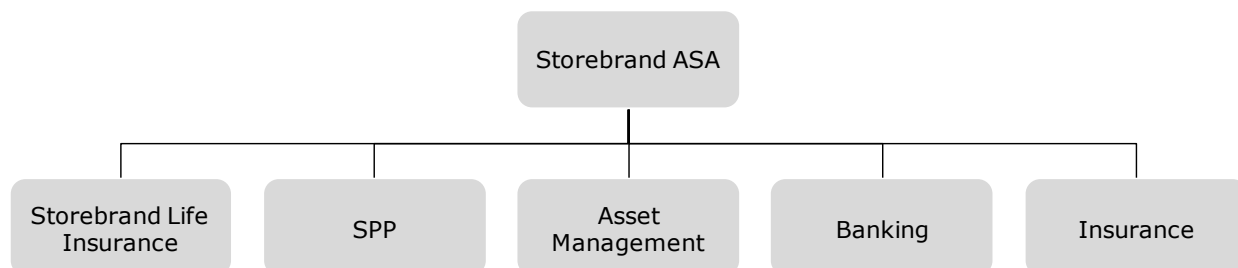 Storebrand ASA
Storebrand Life
Insurance
SPP
Asset
Management
Banking
Insurance